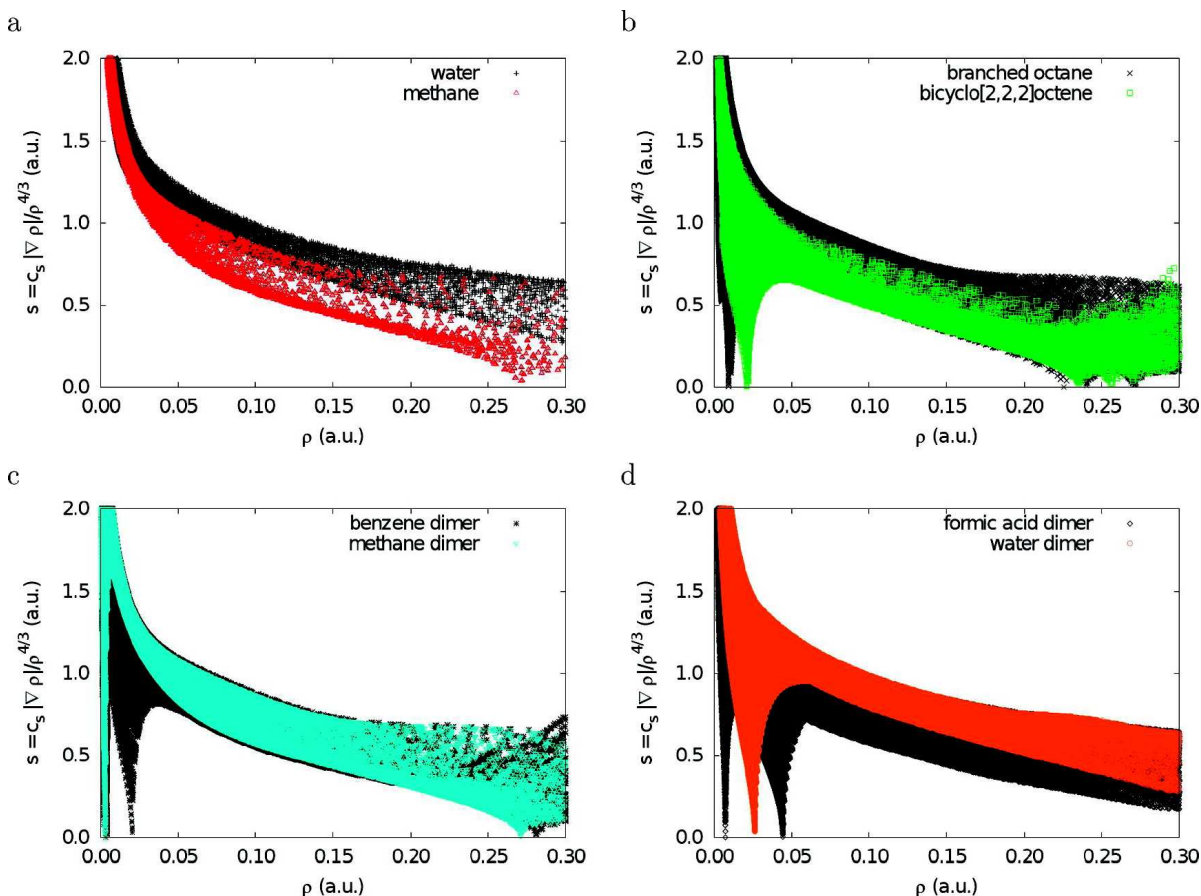 a
2.0
1.5
1.0
0.5
0.0
s = cₛ |∇ρ|/ρ^4/3 (a.u.)
water
methane
0.00 0.05 0.10 0.15 0.20 0.25 0.30
ρ (a.u.)
b
2.0
1.5
1.0
0.5
0.0
s = cₛ |∇ρ|/ρ^4/3 (a.u.)
branched octane
bicyclo[2,2,2]octene
0.00 0.05 0.10 0.15 0.20 0.25 0.30
ρ (a.u.)
c
2.0
1.5
1.0
0.5
0.0
s = cₛ |∇ρ|/ρ^4/3 (a.u.)
benzene dimer
methane dimer
0.00 0.05 0.10 0.15 0.20 0.25 0.30
ρ (a.u.)
d
2.0
1.5
1.0
0.5
0.0
s = cₛ |∇ρ|/ρ^4/3 (a.u.)
formic acid dimer
water dimer
0.00 0.05 0.10 0.15 0.20 0.25 0.30
ρ (a.u.)